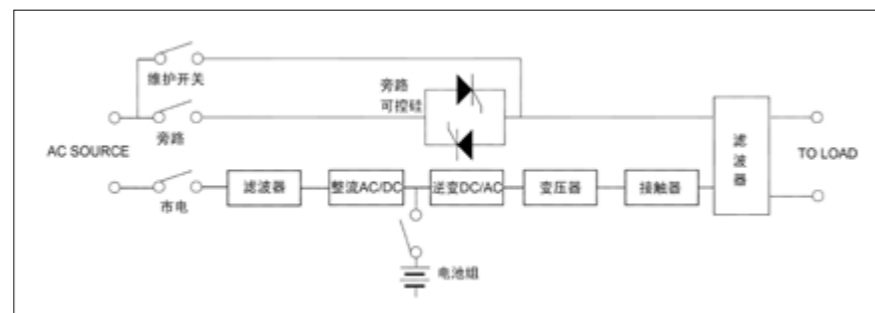 维护开关
旁路
可控硅
旁路
AC SOURCE
TO LOAD
滤波器
市电
滤波器
整流AC/DC
逆变DC/AC
变压器
接触器
电池组